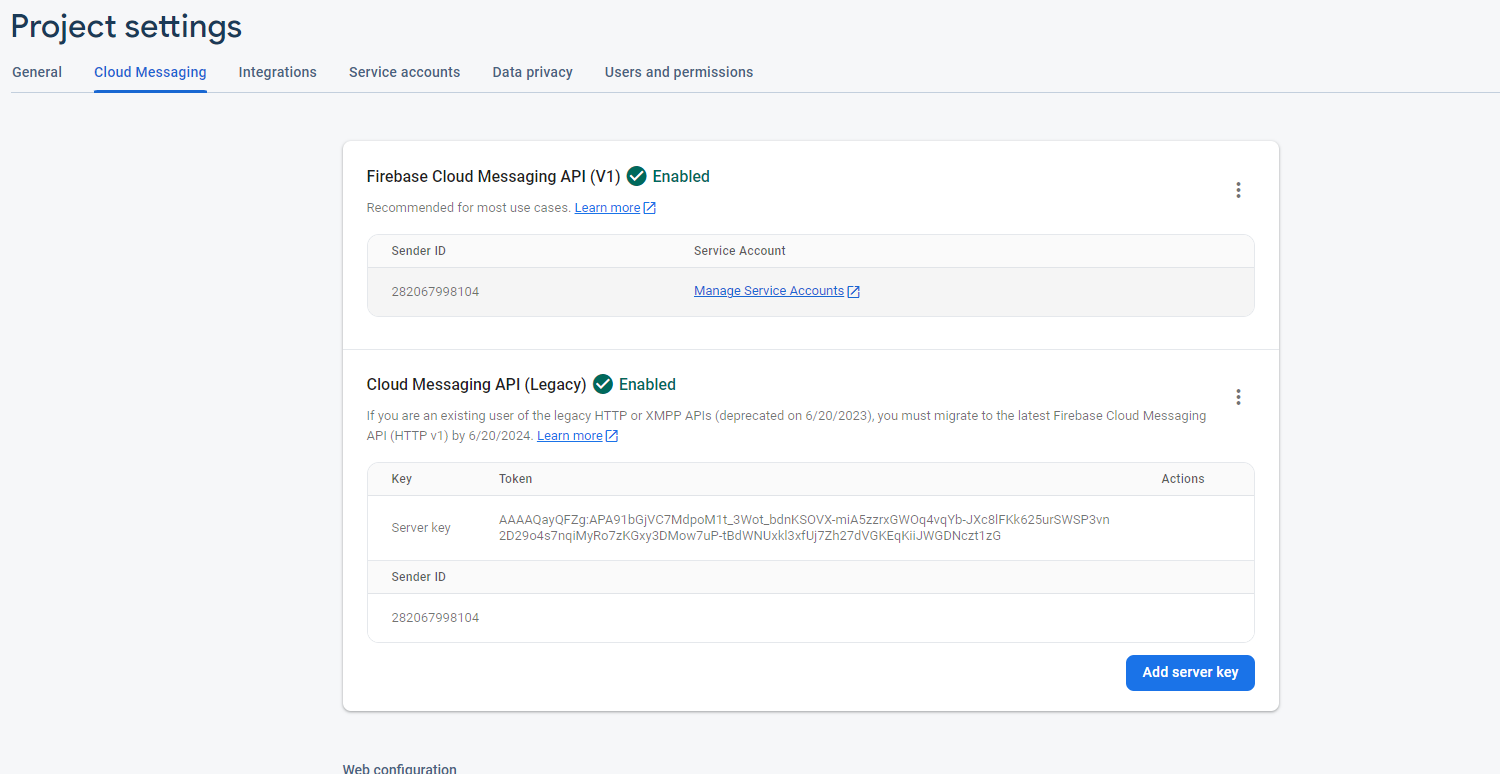 Project settings
General Cloud Messaging Integrations Service accounts Data privacy Users and permissions
Firebase Cloud Messaging API (V1) Enabled
Recommended for most use cases. Learn more
Sender ID Service Account
282067998104 Manage Service Accounts
Cloud Messaging API (Legacy) Enabled
If you are an existing user of the legacy HTTP or XMPP APIs (deprecated on 6/20/2023), you must migrate to the latest Firebase Cloud Messaging
API (HTTP v1) by 6/20/2024. Learn more
Key Token Actions
Server key AAAAQayQFZg:APA91bGjVC7MdpoM1t_3Wot_bdnKSOVX-miA5zzrxGWOq4vqYb-JXc8lFKk625urSWSP3vn
2D29o4s7nqiMyRo7zKGxy3DMow7uP-tBdWNUxkl3xfUj7Zh27dVGKEqKiiJWGDNczt1zG
Sender ID
282067998104
Add server key
Web configuration